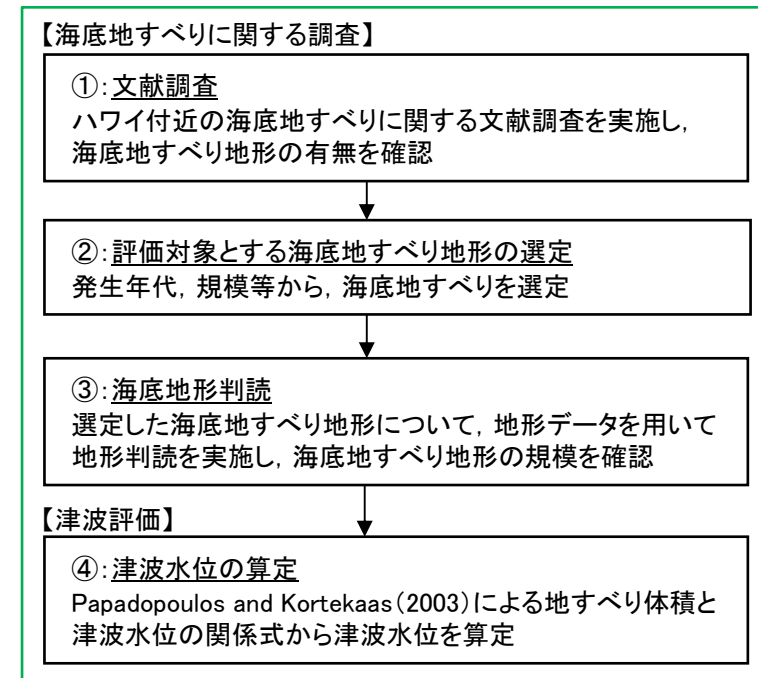 【海底地すべりに関する調査】
①：文献調査
ハワイ付近の海底地すべりに関する文献調査を実施し，
海底地すべり地形の有無を確認
②：評価対象とする海底地すべり地形の選定
発生年代，規模等から，海底地すべりを選定
③：海底地形判読
選定した海底地すべり地形について，地形データを用いて
地形判読を実施し，海底地すべり地形の規模を確認
【津波評価】
④：津波水位の算定
Papadopoulos and Kortekaas（2003）による地すべり体積と
津波水位の関係式から津波水位を算定